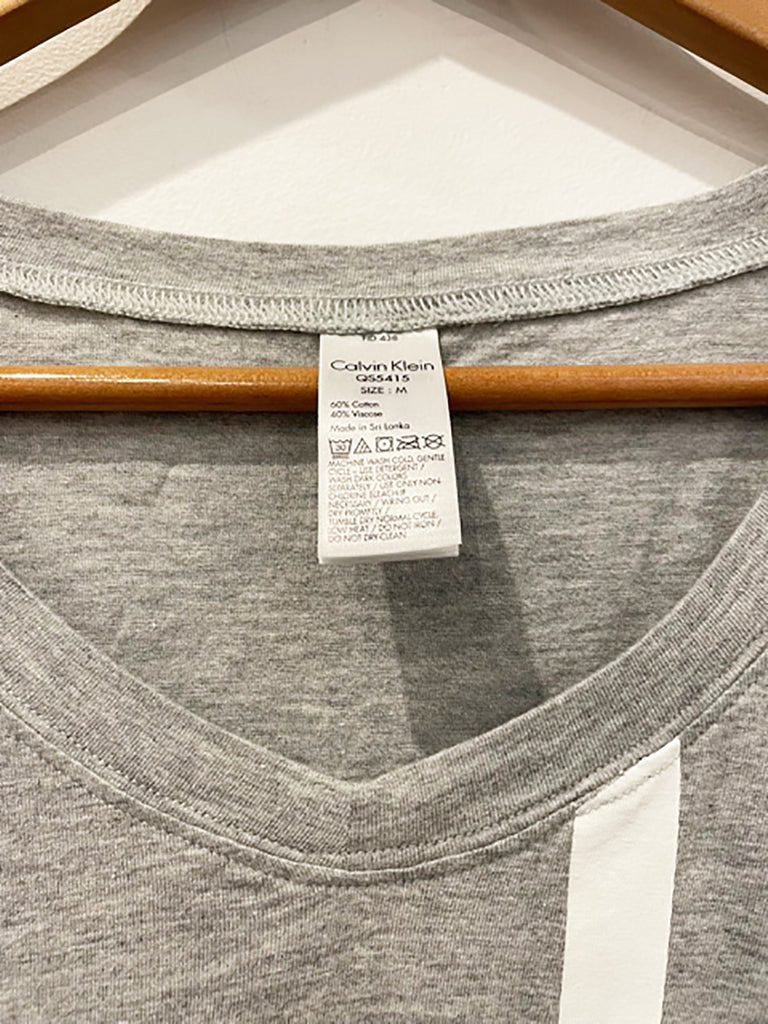 Calvin Klein
QS5415
SIZE : M
60% Cotton
40% Viscose
Made in Sri Lanka
30
MACHINE WASH COLD, GENTLE
CYCLE - USE DETERGENT /
WASH DARK COLORS
SEPARATELY / USE ONLY NON-
CHLORINE BLEACH IF
NECESSARY / WRING OUT /
DRY PROMPTLY /
TUMBLE DRY NORMAL CYCLE,
LOW HEAT / DO NOT IRON /
DO NOT DRY CLEAN